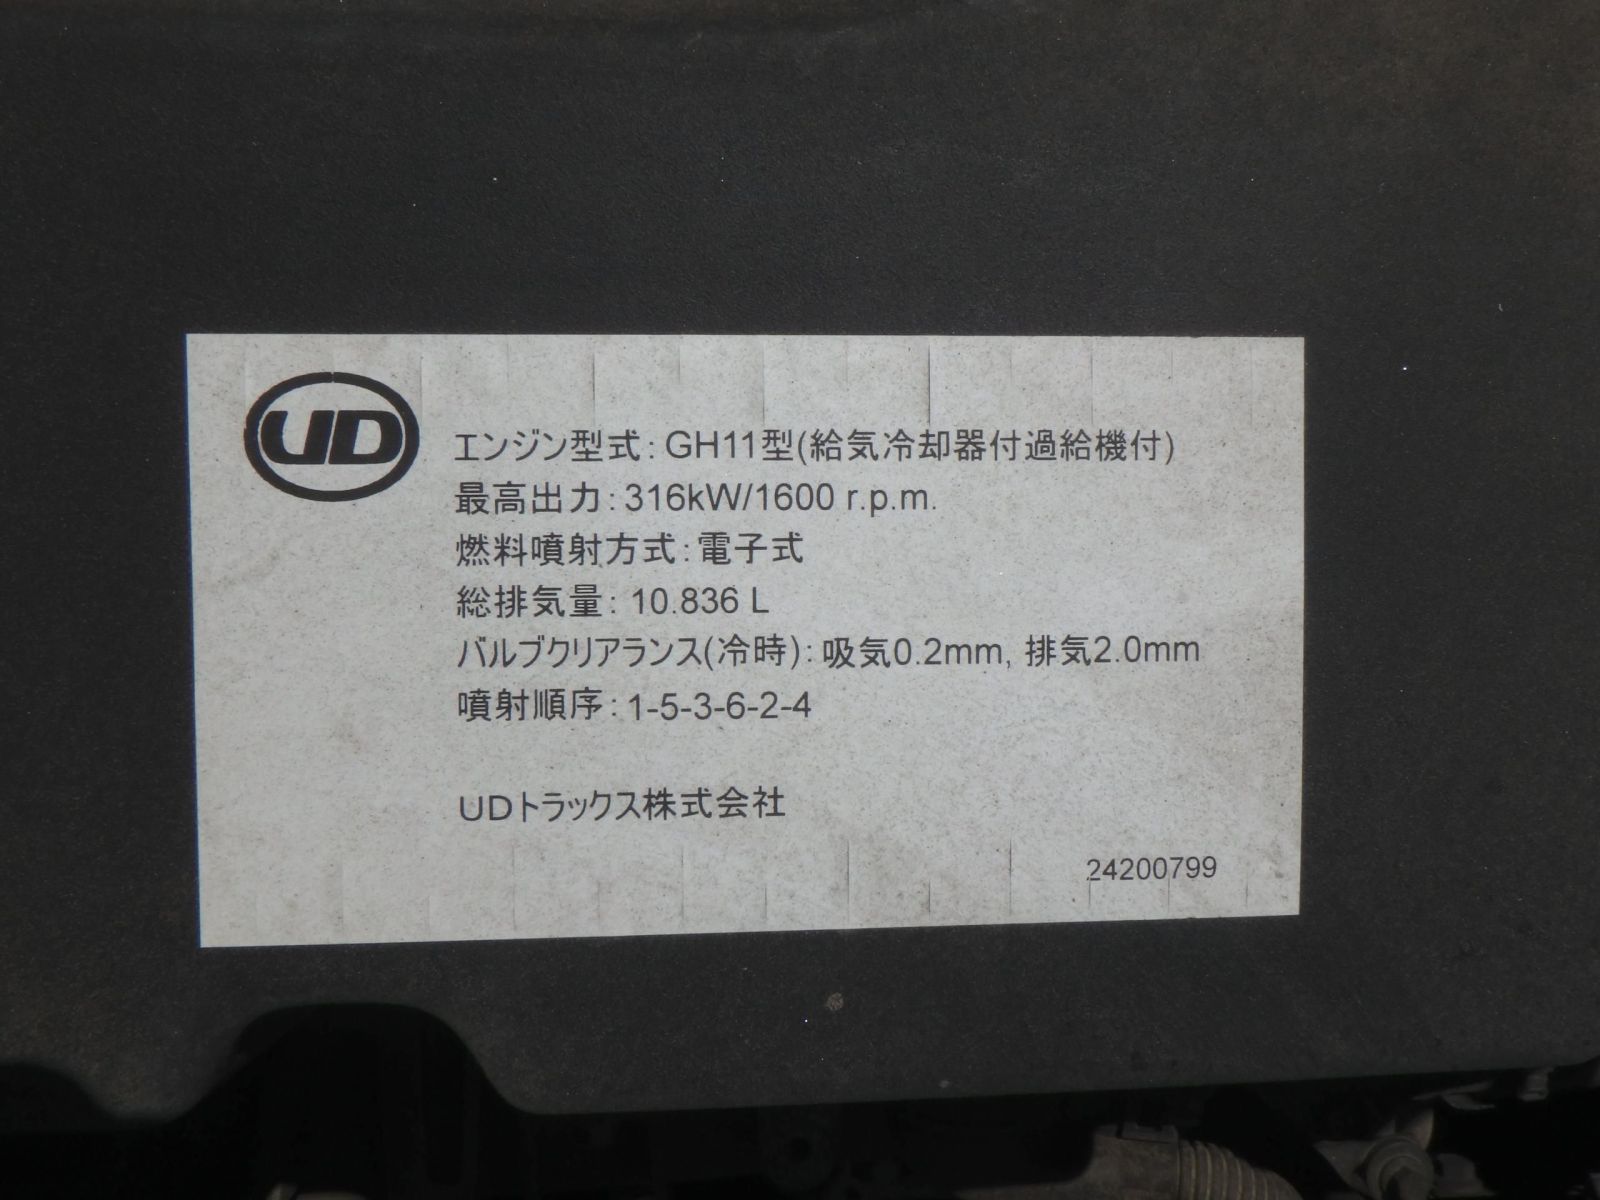 UD
エンジン型式: GH11型(給気冷却器付過給機付)
最高出力: 316kW/1600 r.p.m.
燃料噴射方式: 電子式
総排気量: 10.836 L
バルブクリアランス(冷時): 吸気0.2mm, 排気2.0mm
噴射順序: 1-5-3-6-2-4
UDトラックス株式会社
24200799